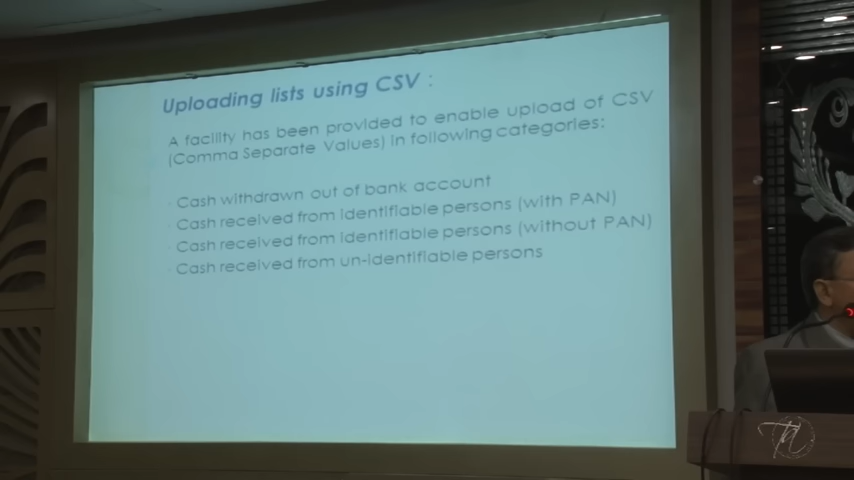 Uploading lists using CSV :
A facility has been provided to enable upload of CSV
(Comma Separate Values) in following categories:
· Cash withdrawn out of bank account
· Cash received from identifiable persons (with PAN)
· Cash received from identifiable persons (without PAN)
· Cash received from un-identifiable persons